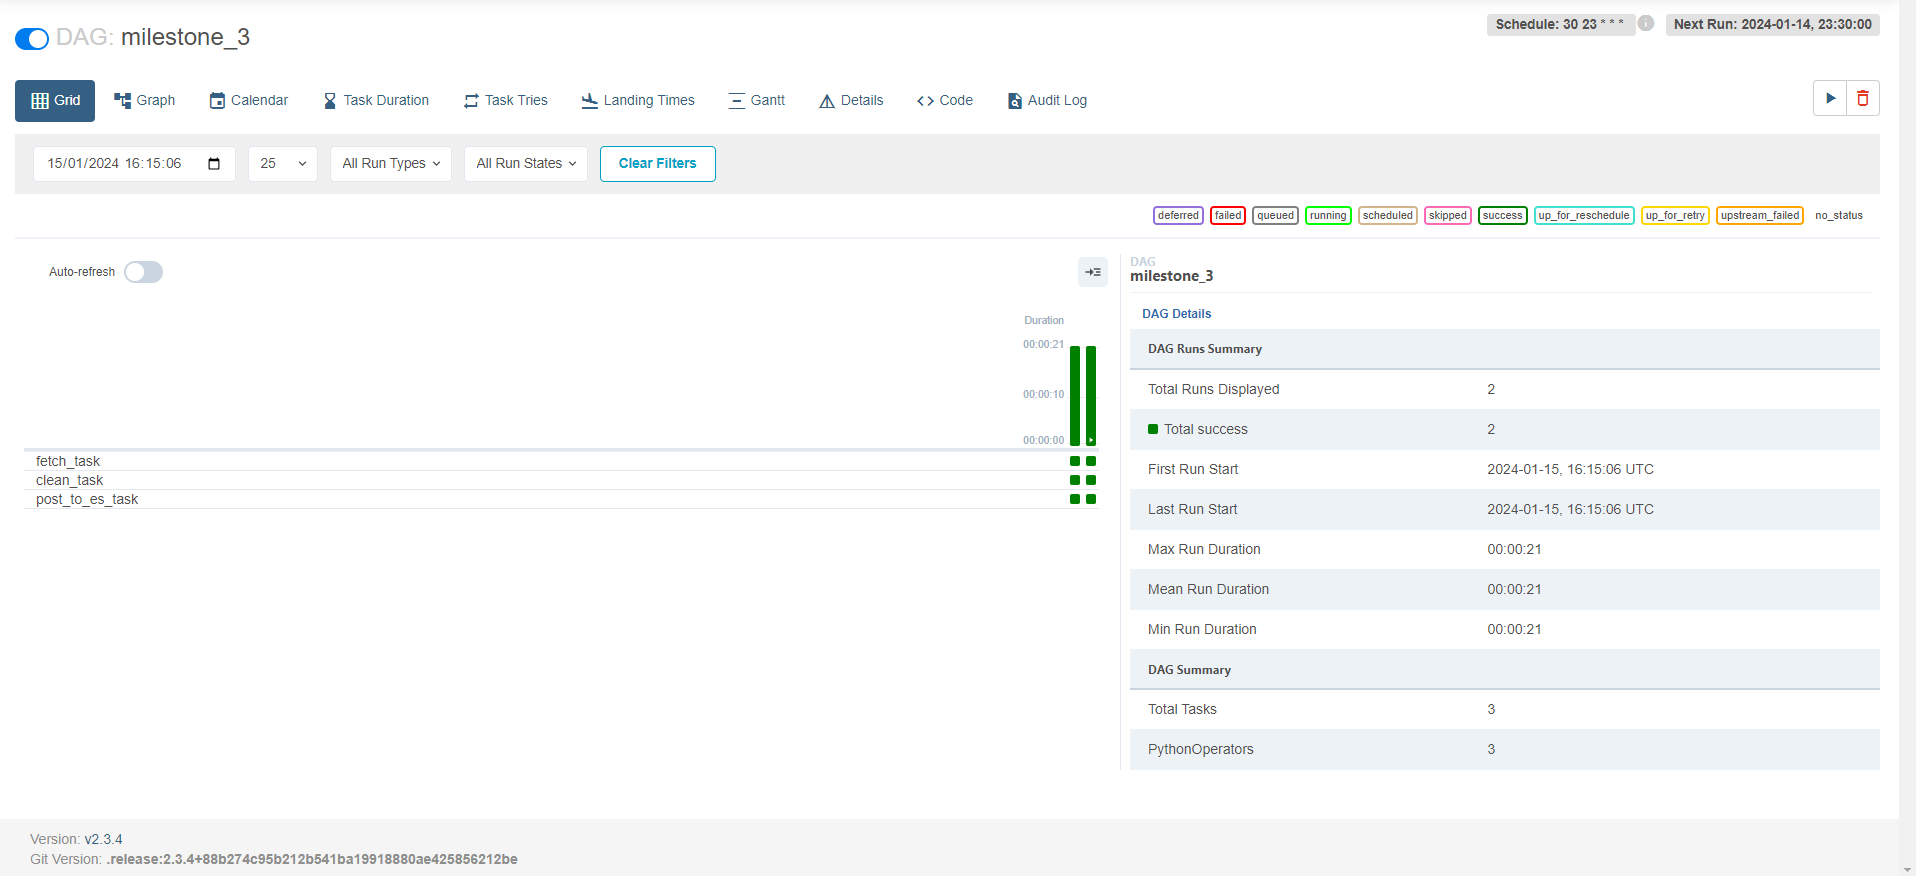 DAG: milestone_3
Schedule: 30 23 * * *
Next Run: 2024-01-14, 23:30:00
Grid
Graph
Calendar
Task Duration
Task Tries
Landing Times
Gantt
Details
Code
Audit Log
15/01/2024 16:15:06
25
All Run Types
All Run States
Clear Filters
deferred
failed
queued
running
scheduled
skipped
success
up_for_reschedule
up_for_retry
upstream_failed
no_status
Auto-refresh
Duration
00:00:21
00:00:10
00:00:00
fetch_task
clean_task
post_to_es_task
DAG
milestone_3
DAG Details
DAG Runs Summary
Total Runs Displayed 2
Total success 2
First Run Start 2024-01-15, 16:15:06 UTC
Last Run Start 2024-01-15, 16:15:06 UTC
Max Run Duration 00:00:21
Mean Run Duration 00:00:21
Min Run Duration 00:00:21
DAG Summary
Total Tasks 3
PythonOperators 3
Version: v2.3.4
Git Version: .release:2.3.4+88b274c95b212b541ba19918880ae425856212be